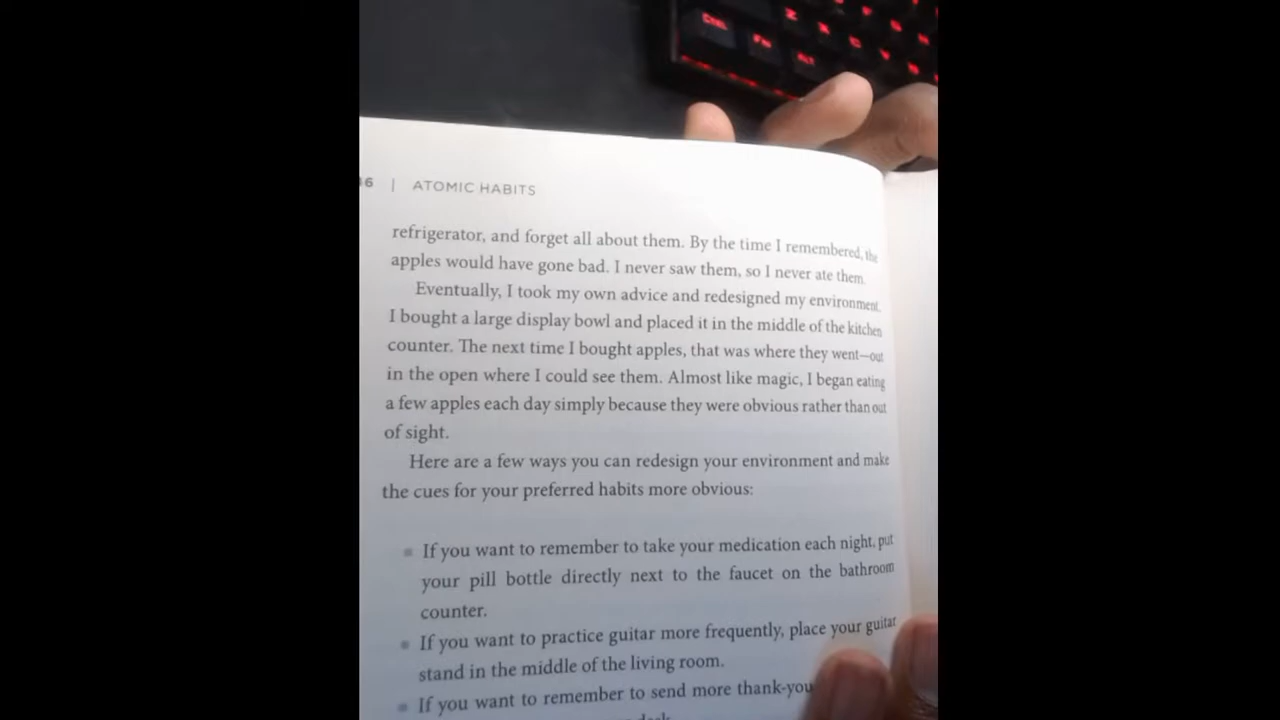 Ctrl
Fn
ALT
Z
X
C
V
6 | ATOMIC HABITS
refrigerator, and forget all about them. By the time I remembered, the
apples would have gone bad. I never saw them, so I never ate them.
Eventually, I took my own advice and redesigned my environment.
I bought a large display bowl and placed it in the middle of the kitchen
counter. The next time I bought apples, that was where they went—out
in the open where I could see them. Almost like magic, I began eating
a few apples each day simply because they were obvious rather than out
of sight.
Here are a few ways you can redesign your environment and make
the cues for your preferred habits more obvious:
If you want to remember to take your medication each night, put
your pill bottle directly next to the faucet on the bathroom
counter.
If you want to practice guitar more frequently, place your guitar
stand in the middle of the living room.
If you want to remember to send more thank-you
desk